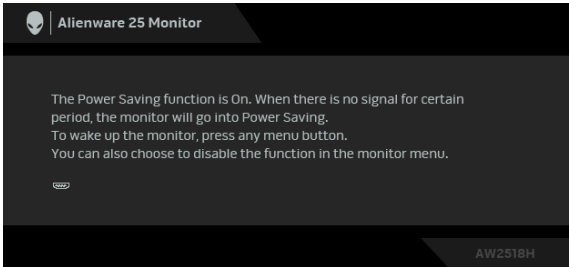 Alienware 25 Monitor
The Power Saving function is On. When there is no signal for certain
period, the monitor will go into Power Saving.
To wake up the monitor, press any menu button.
You can also choose to disable the function in the monitor menu.
AW2518H